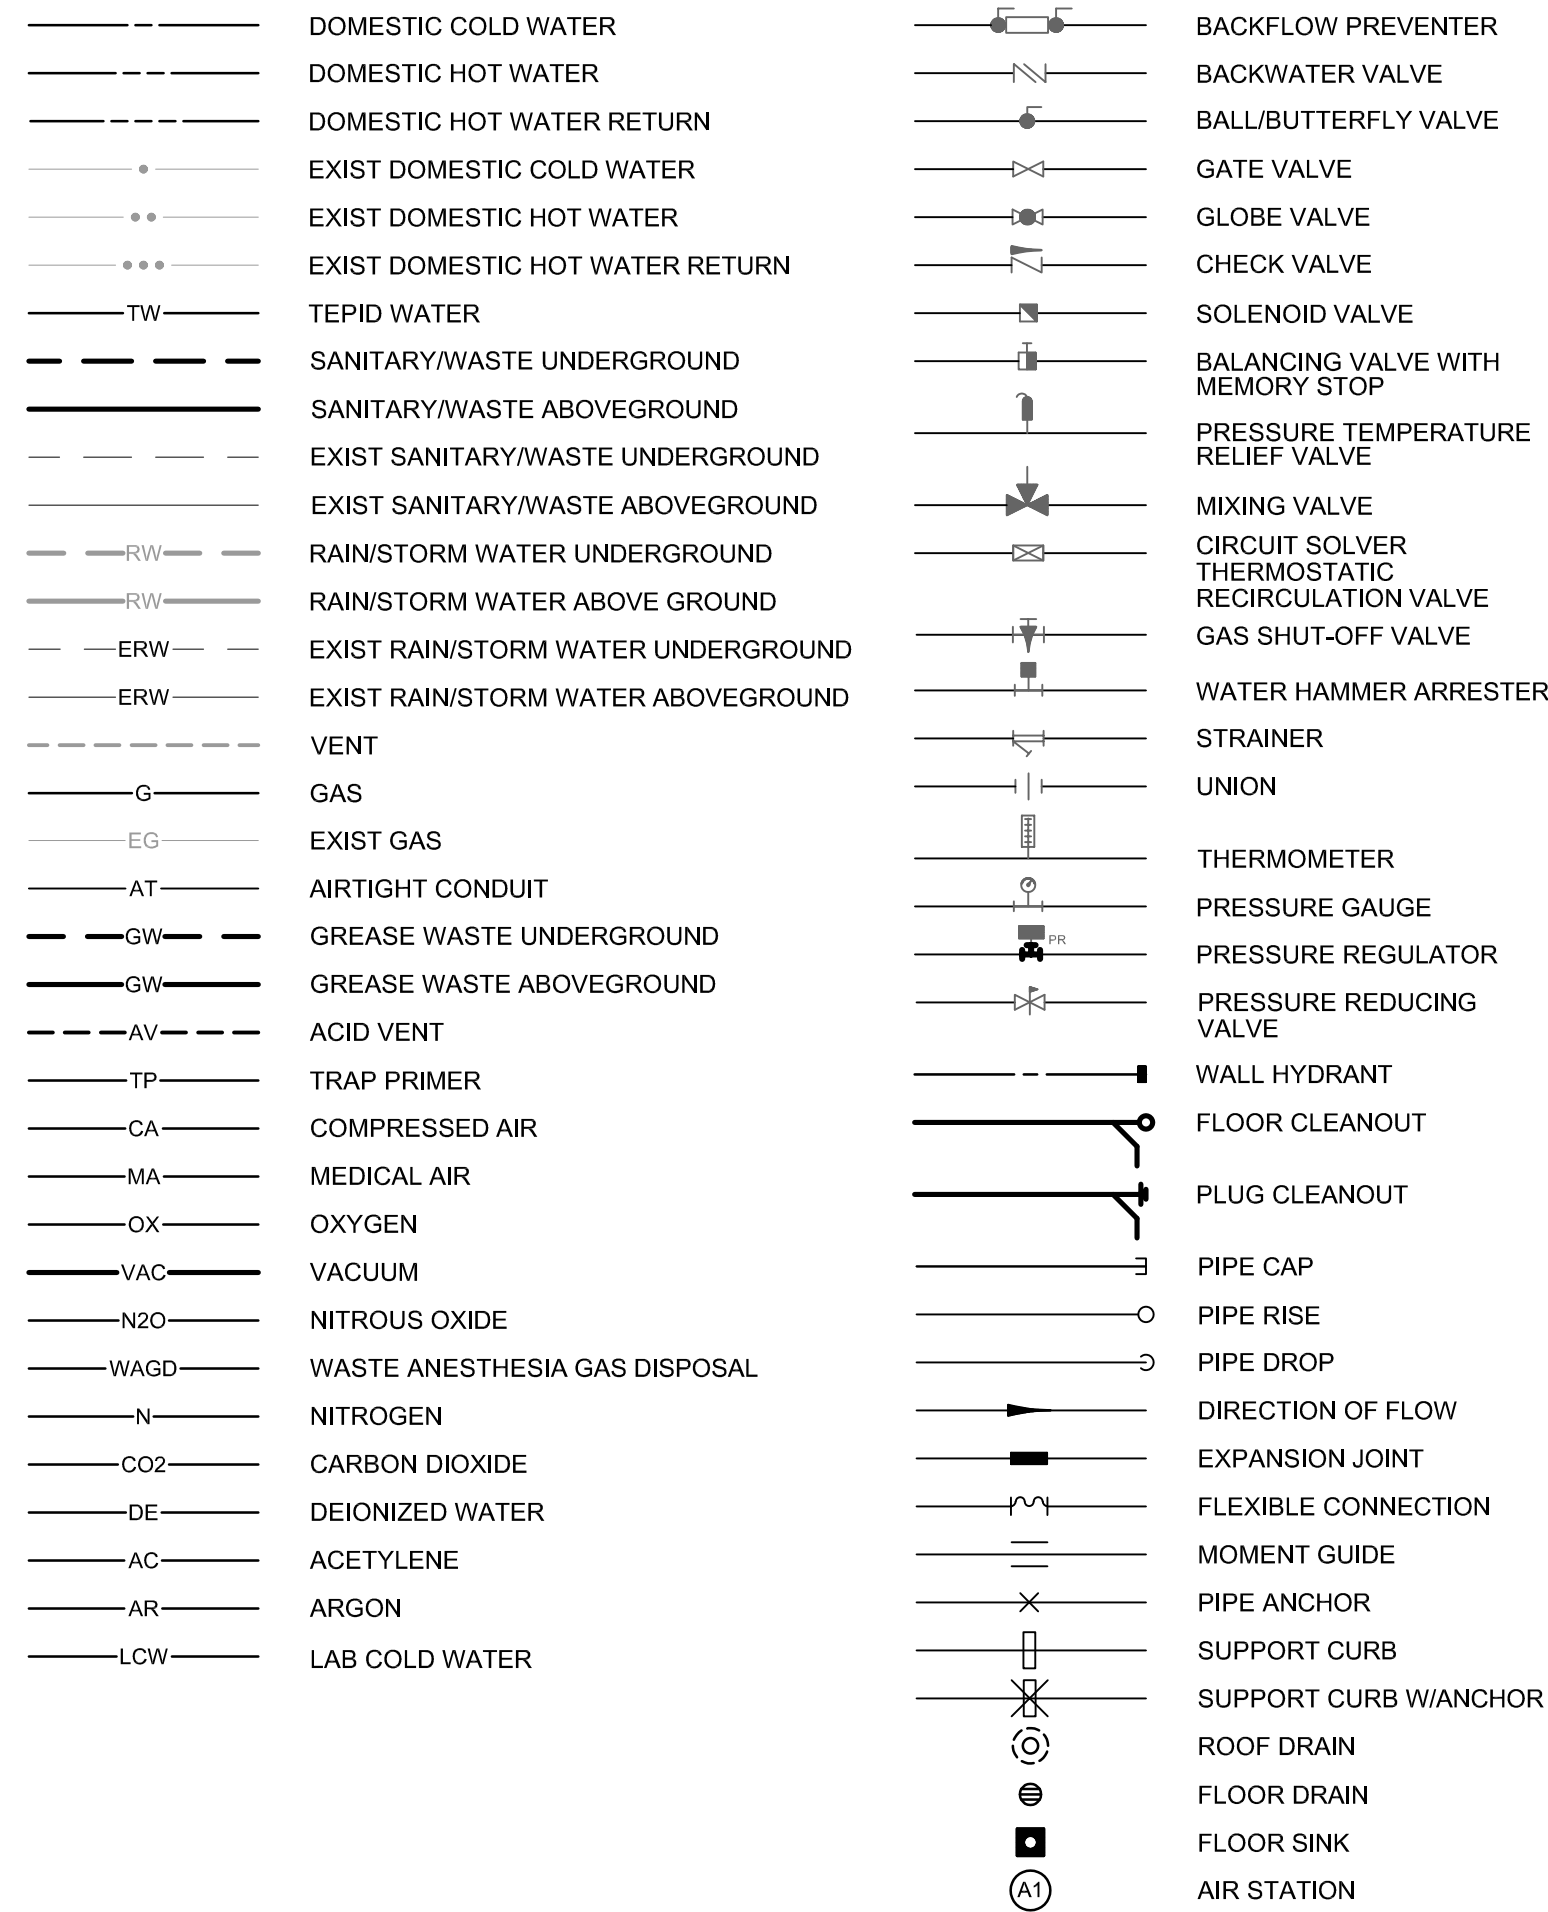 DOMESTIC COLD WATER
DOMESTIC HOT WATER
DOMESTIC HOT WATER RETURN
EXIST DOMESTIC COLD WATER
EXIST DOMESTIC HOT WATER
EXIST DOMESTIC HOT WATER RETURN
TW TEPID WATER
SANITARY/WASTE UNDERGROUND
SANITARY/WASTE ABOVEGROUND
EXIST SANITARY/WASTE UNDERGROUND
EXIST SANITARY/WASTE ABOVEGROUND
RW RAIN/STORM WATER UNDERGROUND
RW RAIN/STORM WATER ABOVE GROUND
ERW EXIST RAIN/STORM WATER UNDERGROUND
ERW EXIST RAIN/STORM WATER ABOVEGROUND
VENT
G GAS
EG EXIST GAS
AT AIRTIGHT CONDUIT
GW GREASE WASTE UNDERGROUND
GW GREASE WASTE ABOVEGROUND
AV ACID VENT
TP TRAP PRIMER
CA COMPRESSED AIR
MA MEDICAL AIR
OX OXYGEN
VAC VACUUM
N2O NITROUS OXIDE
WAGD WASTE ANESTHESIA GAS DISPOSAL
N NITROGEN
CO2 CARBON DIOXIDE
DE DEIONIZED WATER
AC ACETYLENE
AR ARGON
LCW LAB COLD WATER
BACKFLOW PREVENTER
BACKWATER VALVE
BALL/BUTTERFLY VALVE
GATE VALVE
GLOBE VALVE
CHECK VALVE
SOLENOID VALVE
BALANCING VALVE WITH
MEMORY STOP
PRESSURE TEMPERATURE
RELIEF VALVE
MIXING VALVE
CIRCUIT SOLVER
THERMOSTATIC
RECIRCULATION VALVE
GAS SHUT-OFF VALVE
WATER HAMMER ARRESTER
STRAINER
UNION
THERMOMETER
PRESSURE GAUGE
PR PRESSURE REGULATOR
PRESSURE REDUCING
VALVE
WALL HYDRANT
FLOOR CLEANOUT
PLUG CLEANOUT
PIPE CAP
PIPE RISE
PIPE DROP
DIRECTION OF FLOW
EXPANSION JOINT
FLEXIBLE CONNECTION
MOMENT GUIDE
PIPE ANCHOR
SUPPORT CURB
SUPPORT CURB W/ANCHOR
ROOF DRAIN
FLOOR DRAIN
FLOOR SINK
A1 AIR STATION